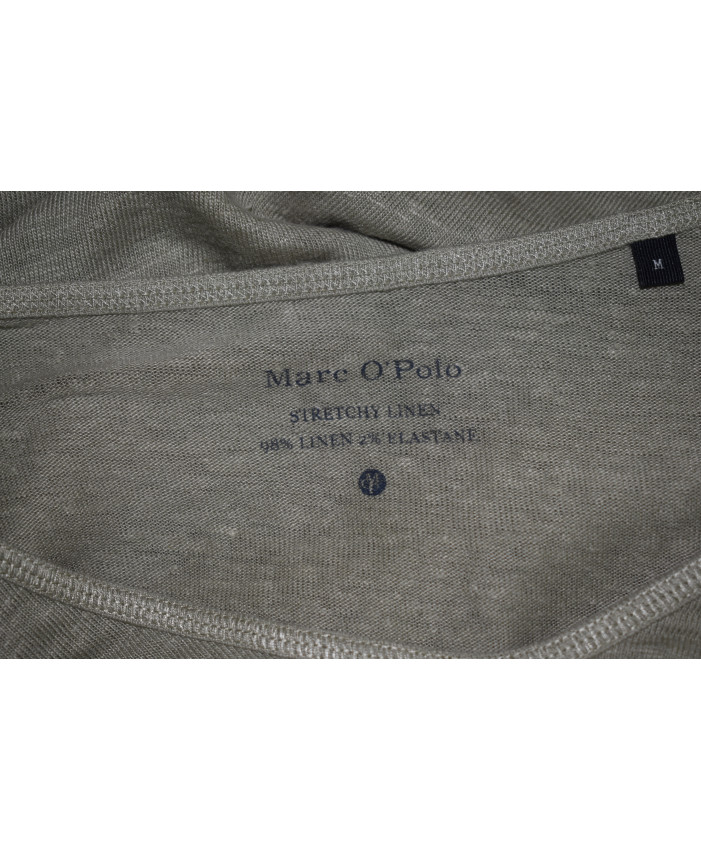 M
Marc O'Polo
STRETCHY LINEN
98% LINEN 2% ELASTANE